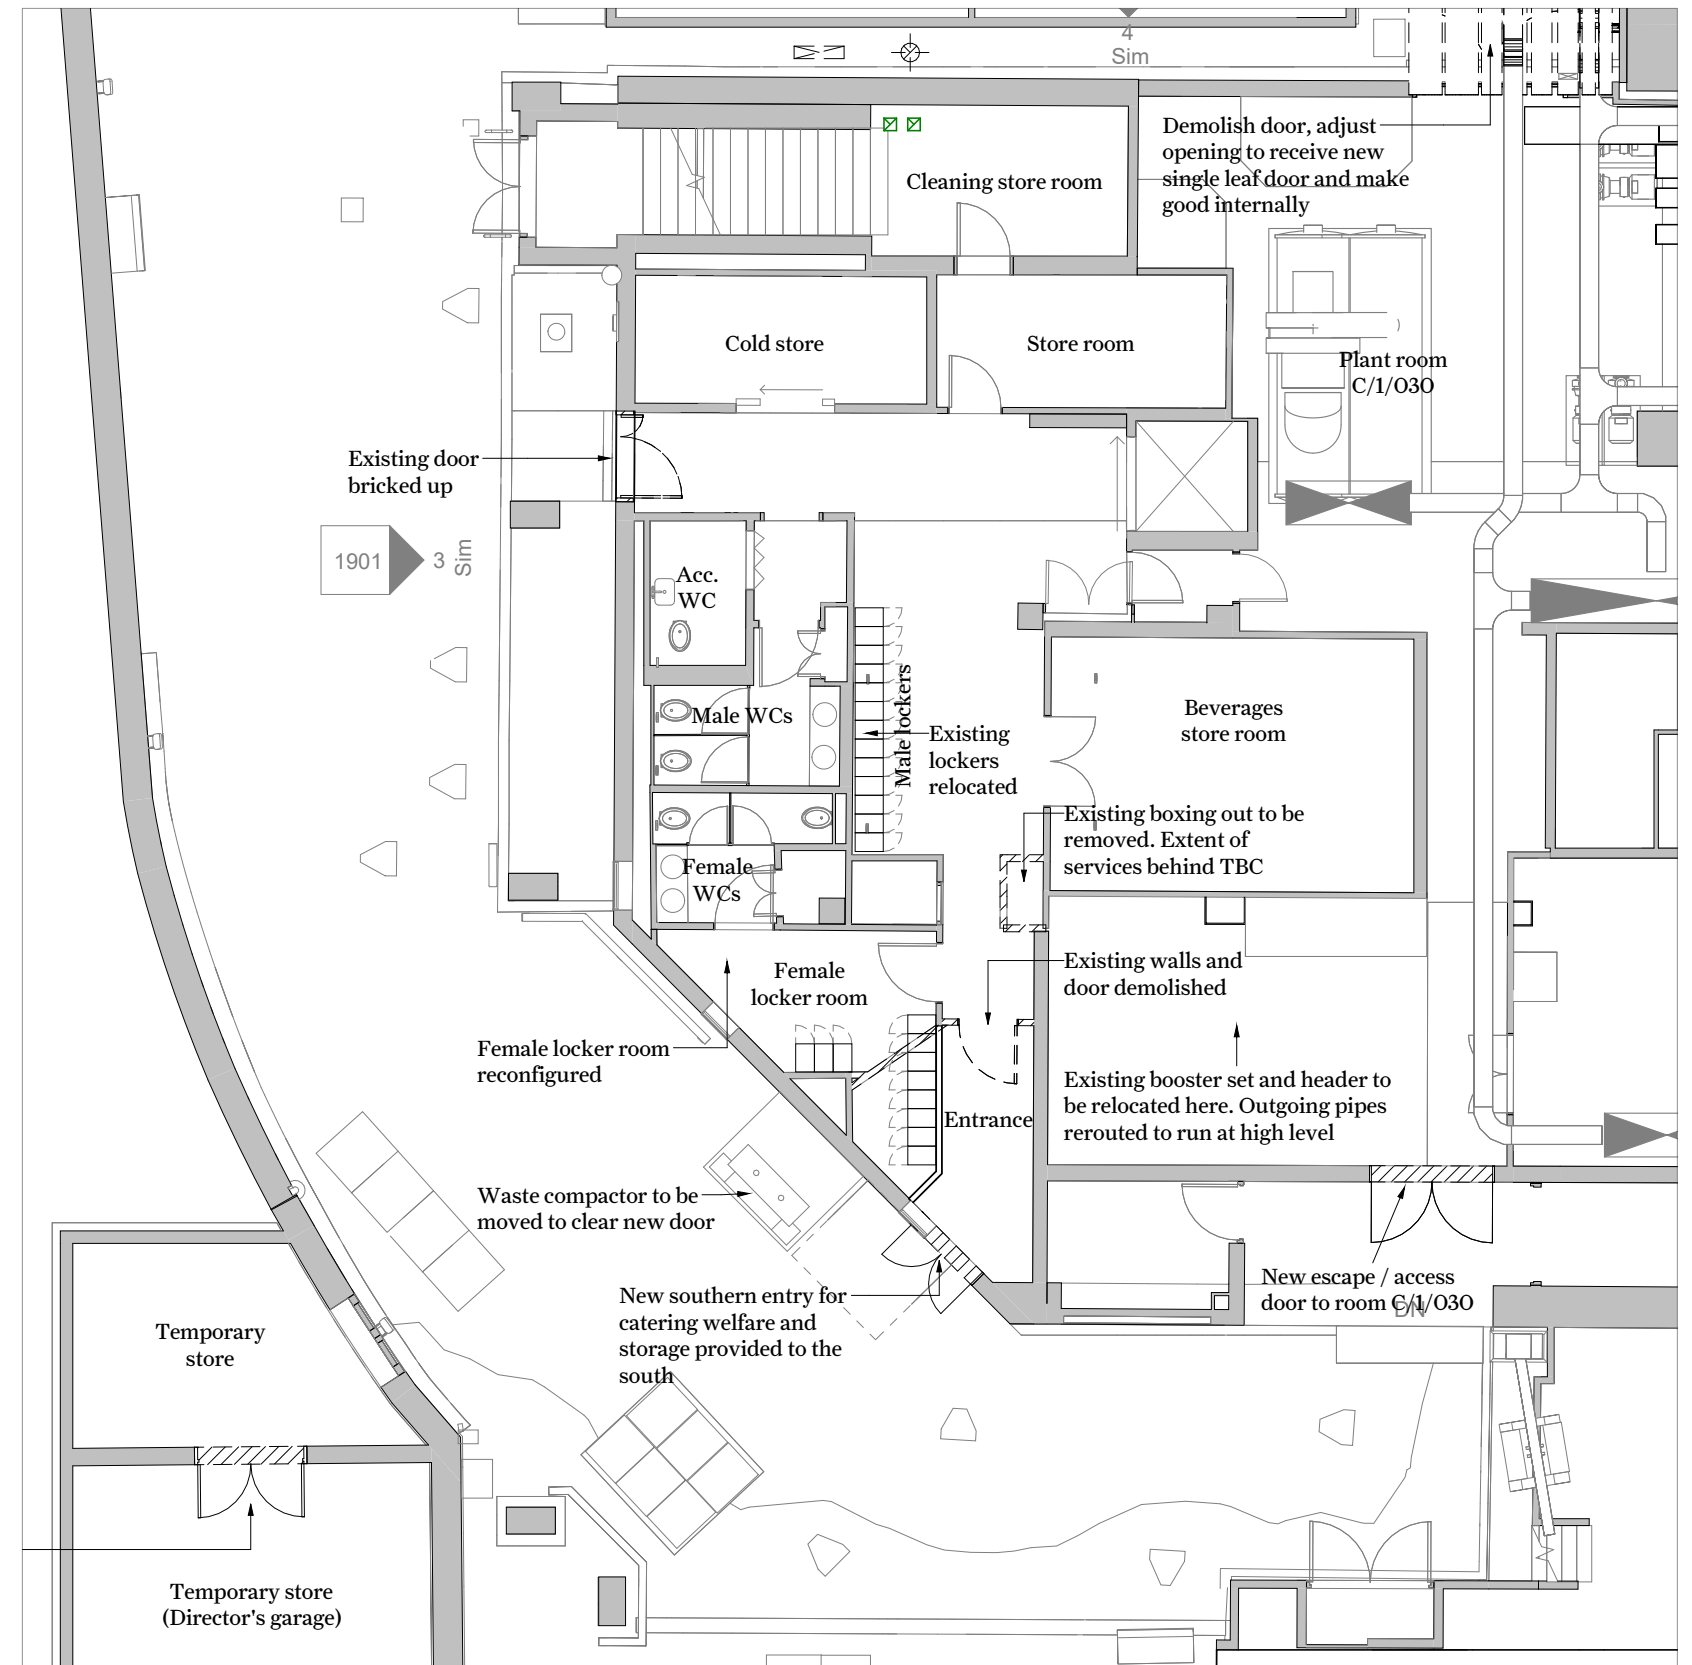 4
Sim
Demolish door, adjust
opening to receive new
single leaf door and make
good internally
Cleaning store room
Cold store
Store room
Plant room
C/1/030
Existing door
bricked up
1901
3
Sim
Acc.
WC
Male WCs
Male lockers
Existing
lockers
relocated
Beverages
store room
Existing boxing out to be
removed. Extent of
services behind TBC
Female
WCs
Female
locker room
Existing walls and
door demolished
Female locker room
reconfigured
Existing booster set and header to
be relocated here. Outgoing pipes
rerouted to run at high level
Entrance
Waste compactor to be
moved to clear new door
New southern entry for
catering welfare and
storage provided to the
south
New escape / access
door to room C/1/030
DN
Temporary
store
Temporary store
(Director's garage)